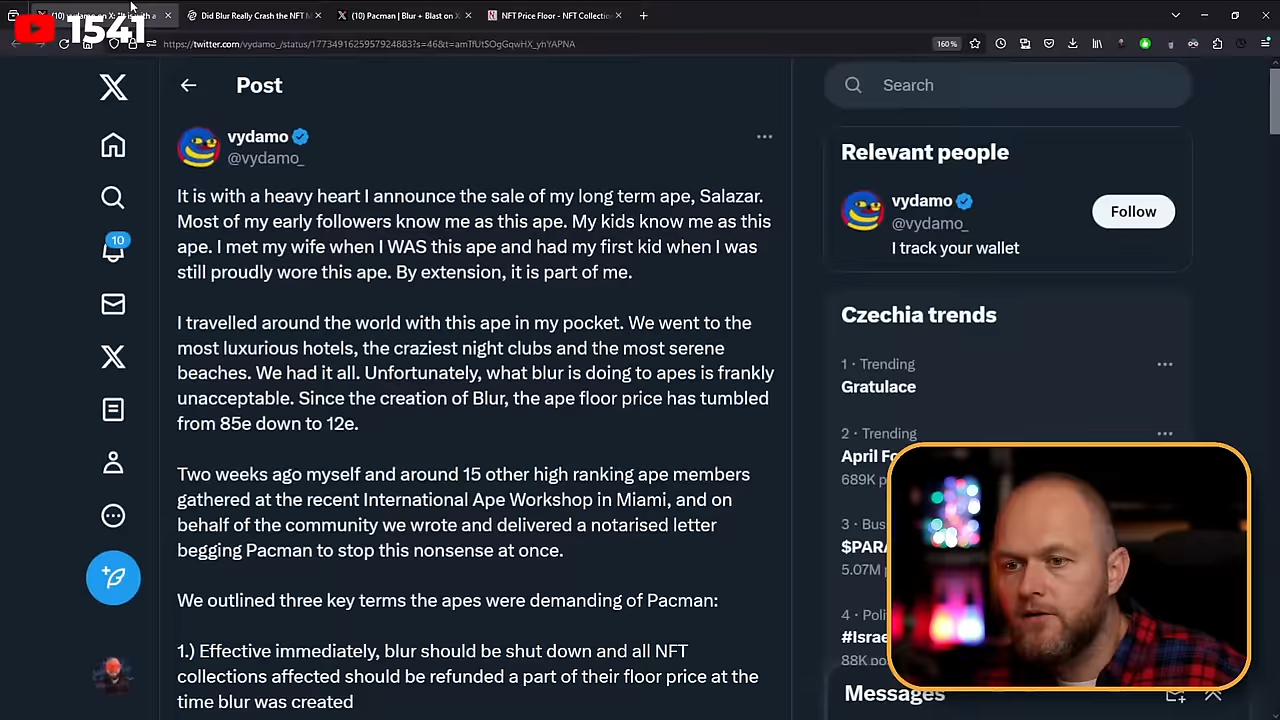 1541
Did Blur Really Crash the NFT M
(10) Pacman | Blur + Blast on X
NFT Price Floor - NFT Collection
https://twitter.com/vydamo_/status/1773491625957924883?s=46&t=amTfUtSOgGqwHX_yhYAPNA
160 %
Post
Search
vydamo
@vydamo_
It is with a heavy heart I announce the sale of my long term ape, Salazar.
Most of my early followers know me as this ape. My kids know me as this
ape. I met my wife when I WAS this ape and had my first kid when I was
still proudly wore this ape. By extension, it is part of me.
I travelled around the world with this ape in my pocket. We went to the
most luxurious hotels, the craziest night clubs and the most serene
beaches. We had it all. Unfortunately, what blur is doing to apes is frankly
unacceptable. Since the creation of Blur, the ape floor price has tumbled
from 85e down to 12e.
Two weeks ago myself and around 15 other high ranking ape members
gathered at the recent International Ape Workshop in Miami, and on
behalf of the community we wrote and delivered a notarised letter
begging Pacman to stop this nonsense at once.
We outlined three key terms the apes were demanding of Pacman:
1.) Effective immediately, blur should be shut down and all NFT
collections affected should be refunded a part of their floor price at the
time blur was created
10
Relevant people
vydamo
@vydamo_
Follow
I track your wallet
Czechia trends
1 · Trending
Gratulace
2 · Trending
April Fo
689K p
3 · Bus
$PARA
5.07M p
4 · Poli
#Israe
88K po
Messages